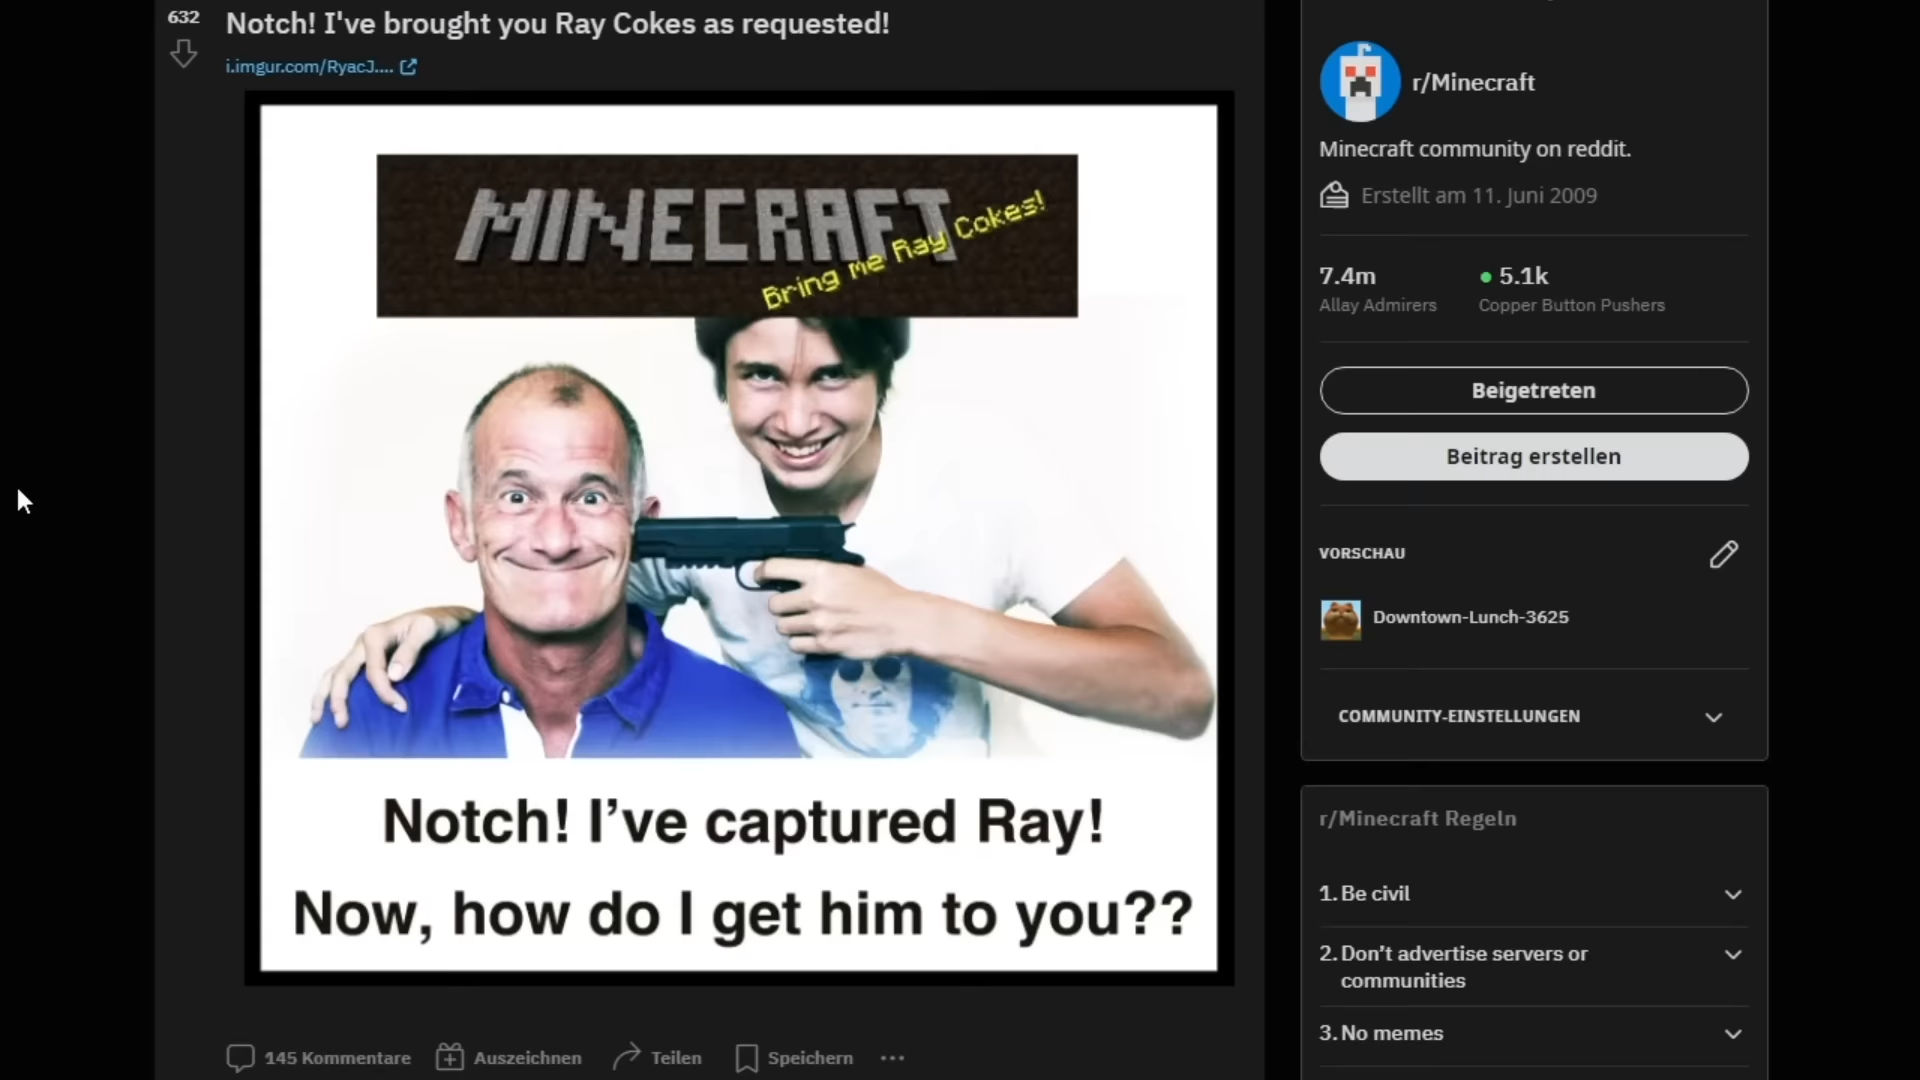 632
Notch! I've brought you Ray Cokes as requested!
i.imgur.com/RyacJ....
MINECRAFT
Bring me Ray Cokes!
Notch! I've captured Ray!
Now, how do I get him to you??
145 Kommentare
Auszeichnen
Teilen
Speichern
r/Minecraft
Minecraft community on reddit.
Erstellt am 11. Juni 2009
7.4m
5.1k
Allay Admirers
Copper Button Pushers
Beigetreten
Beitrag erstellen
VORSCHAU
Downtown-Lunch-3625
COMMUNITY-EINSTELLUNGEN
r/Minecraft Regeln
1. Be civil
2. Don't advertise servers or
communities
3. No memes